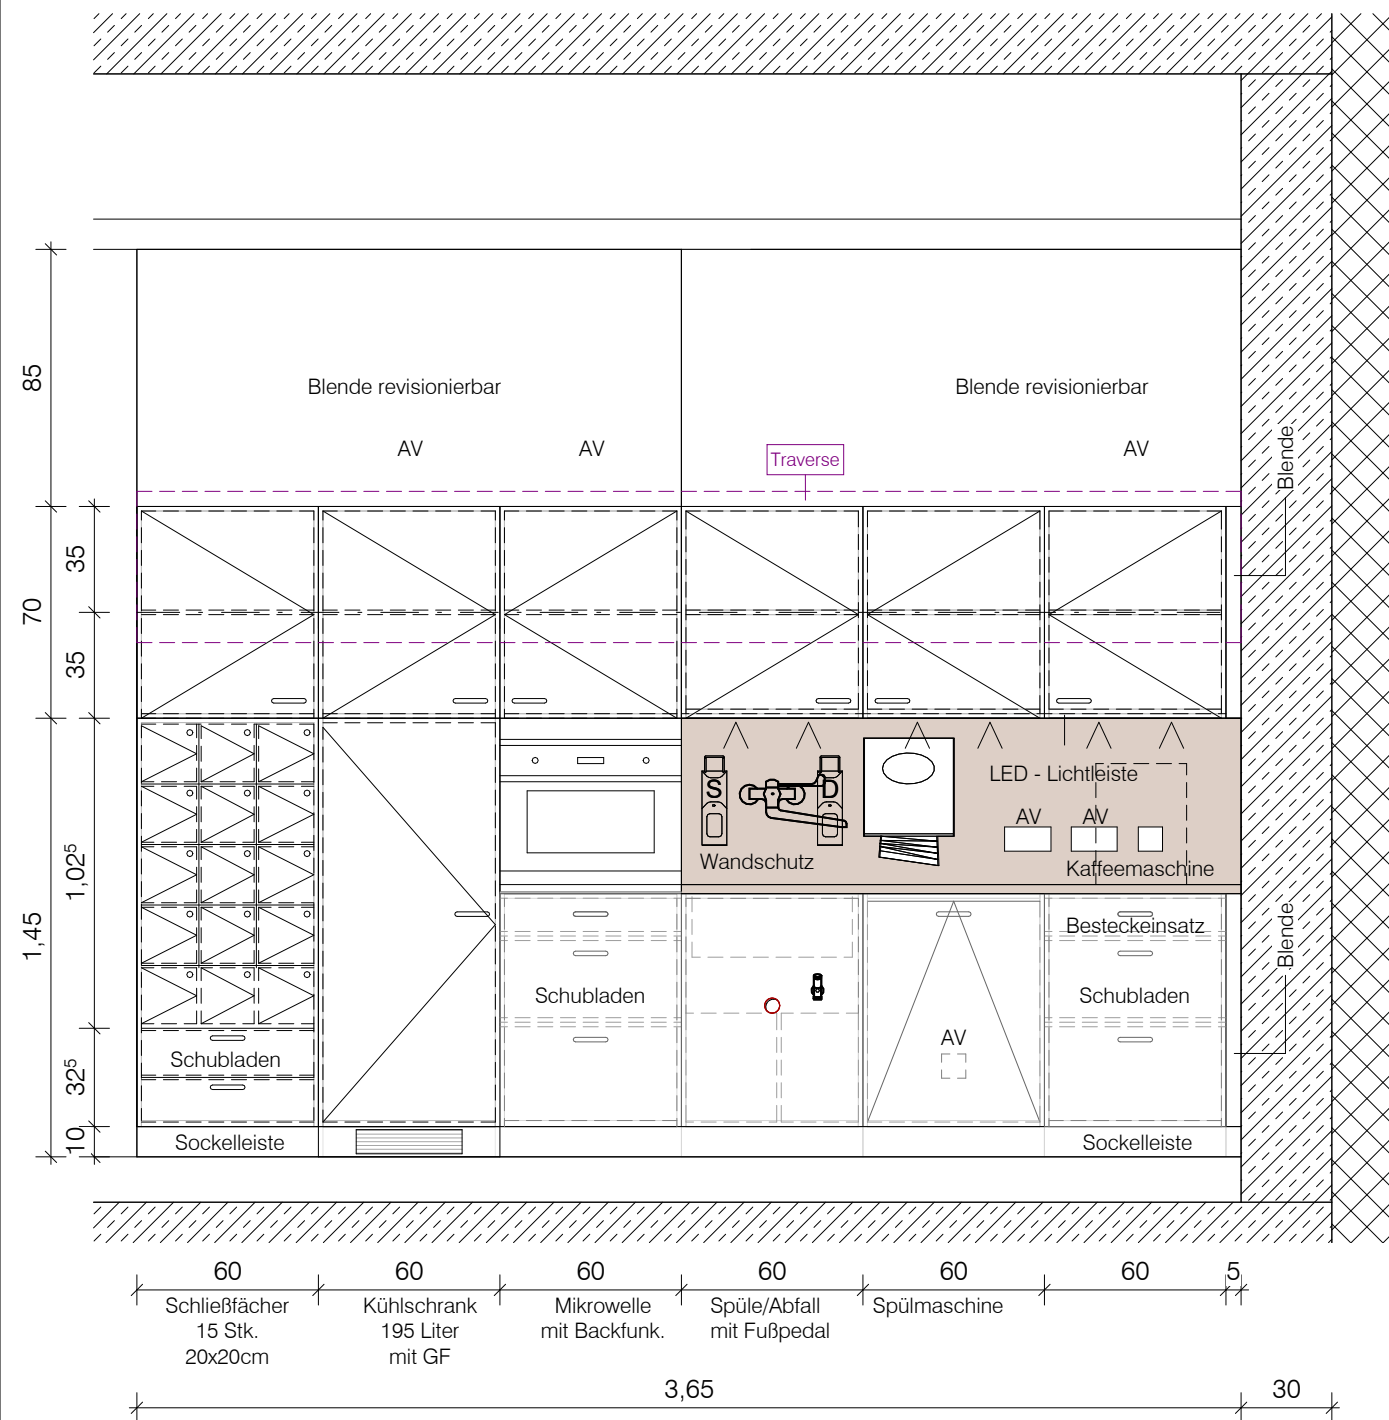 85
Blende revisionierbar
Blende revisionierbar
AV
AV
AV
Traverse
Blende
35
70
35
S
D
LED - Lichtleiste
AV
AV
Wandschutz
Kaffeemaschine
1,02⁵
1,45
Besteckeinsatz
Blende
Schubladen
Schubladen
AV
Schubladen
32⁵
10
Sockelleiste
Sockelleiste
60
60
60
60
60
60
5
Schließfächer
15 Stk.
20x20cm
Kühlschrank
195 Liter
mit GF
Mikrowelle
mit Backfunk.
Spüle/Abfall
mit Fußpedal
Spülmaschine
3,65
30